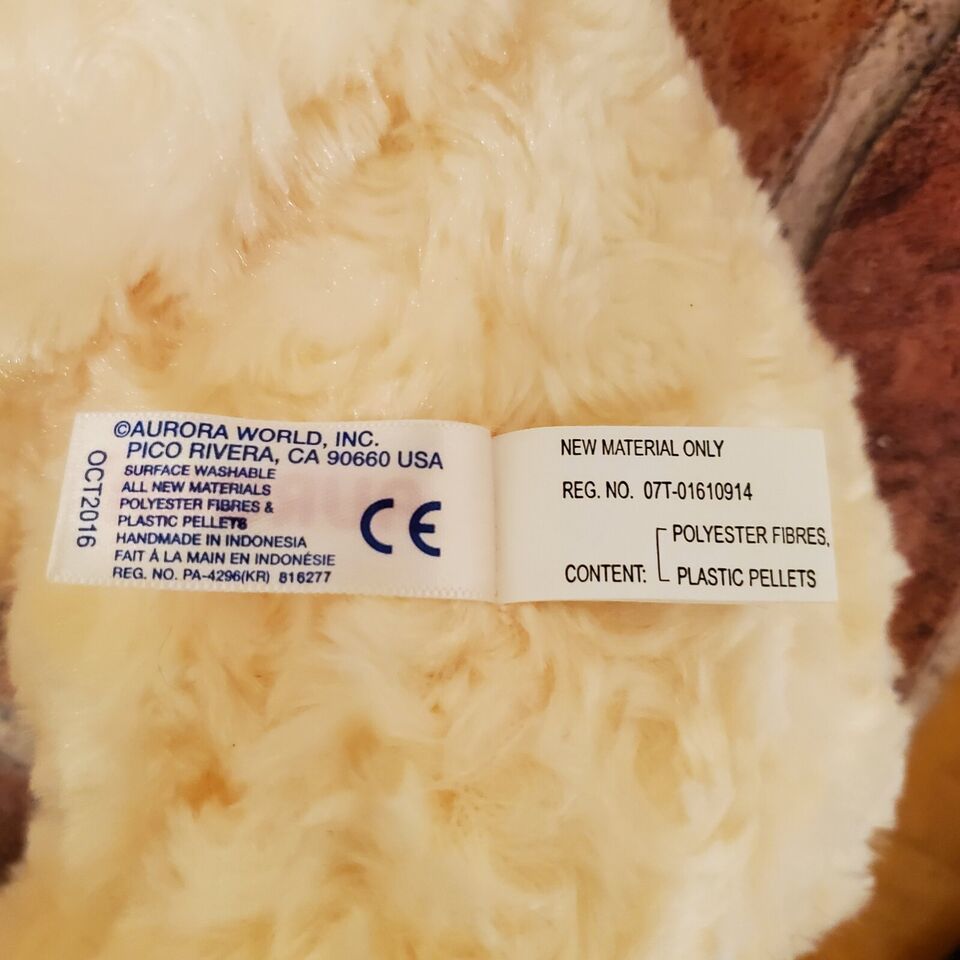 ©AURORA WORLD, INC.
PICO RIVERA, CA 90660 USA
SURFACE WASHABLE
ALL NEW MATERIALS
POLYESTER FIBRES &
PLASTIC PELLETS
HANDMADE IN INDONESIA
FAIT À LA MAIN EN INDONÉSIE
REG. NO. PA-4296(KR) 816277
OCT2016
CE
NEW MATERIAL ONLY
REG. NO. 07T-01610914
POLYESTER FIBRES,
CONTENT: PLASTIC PELLETS